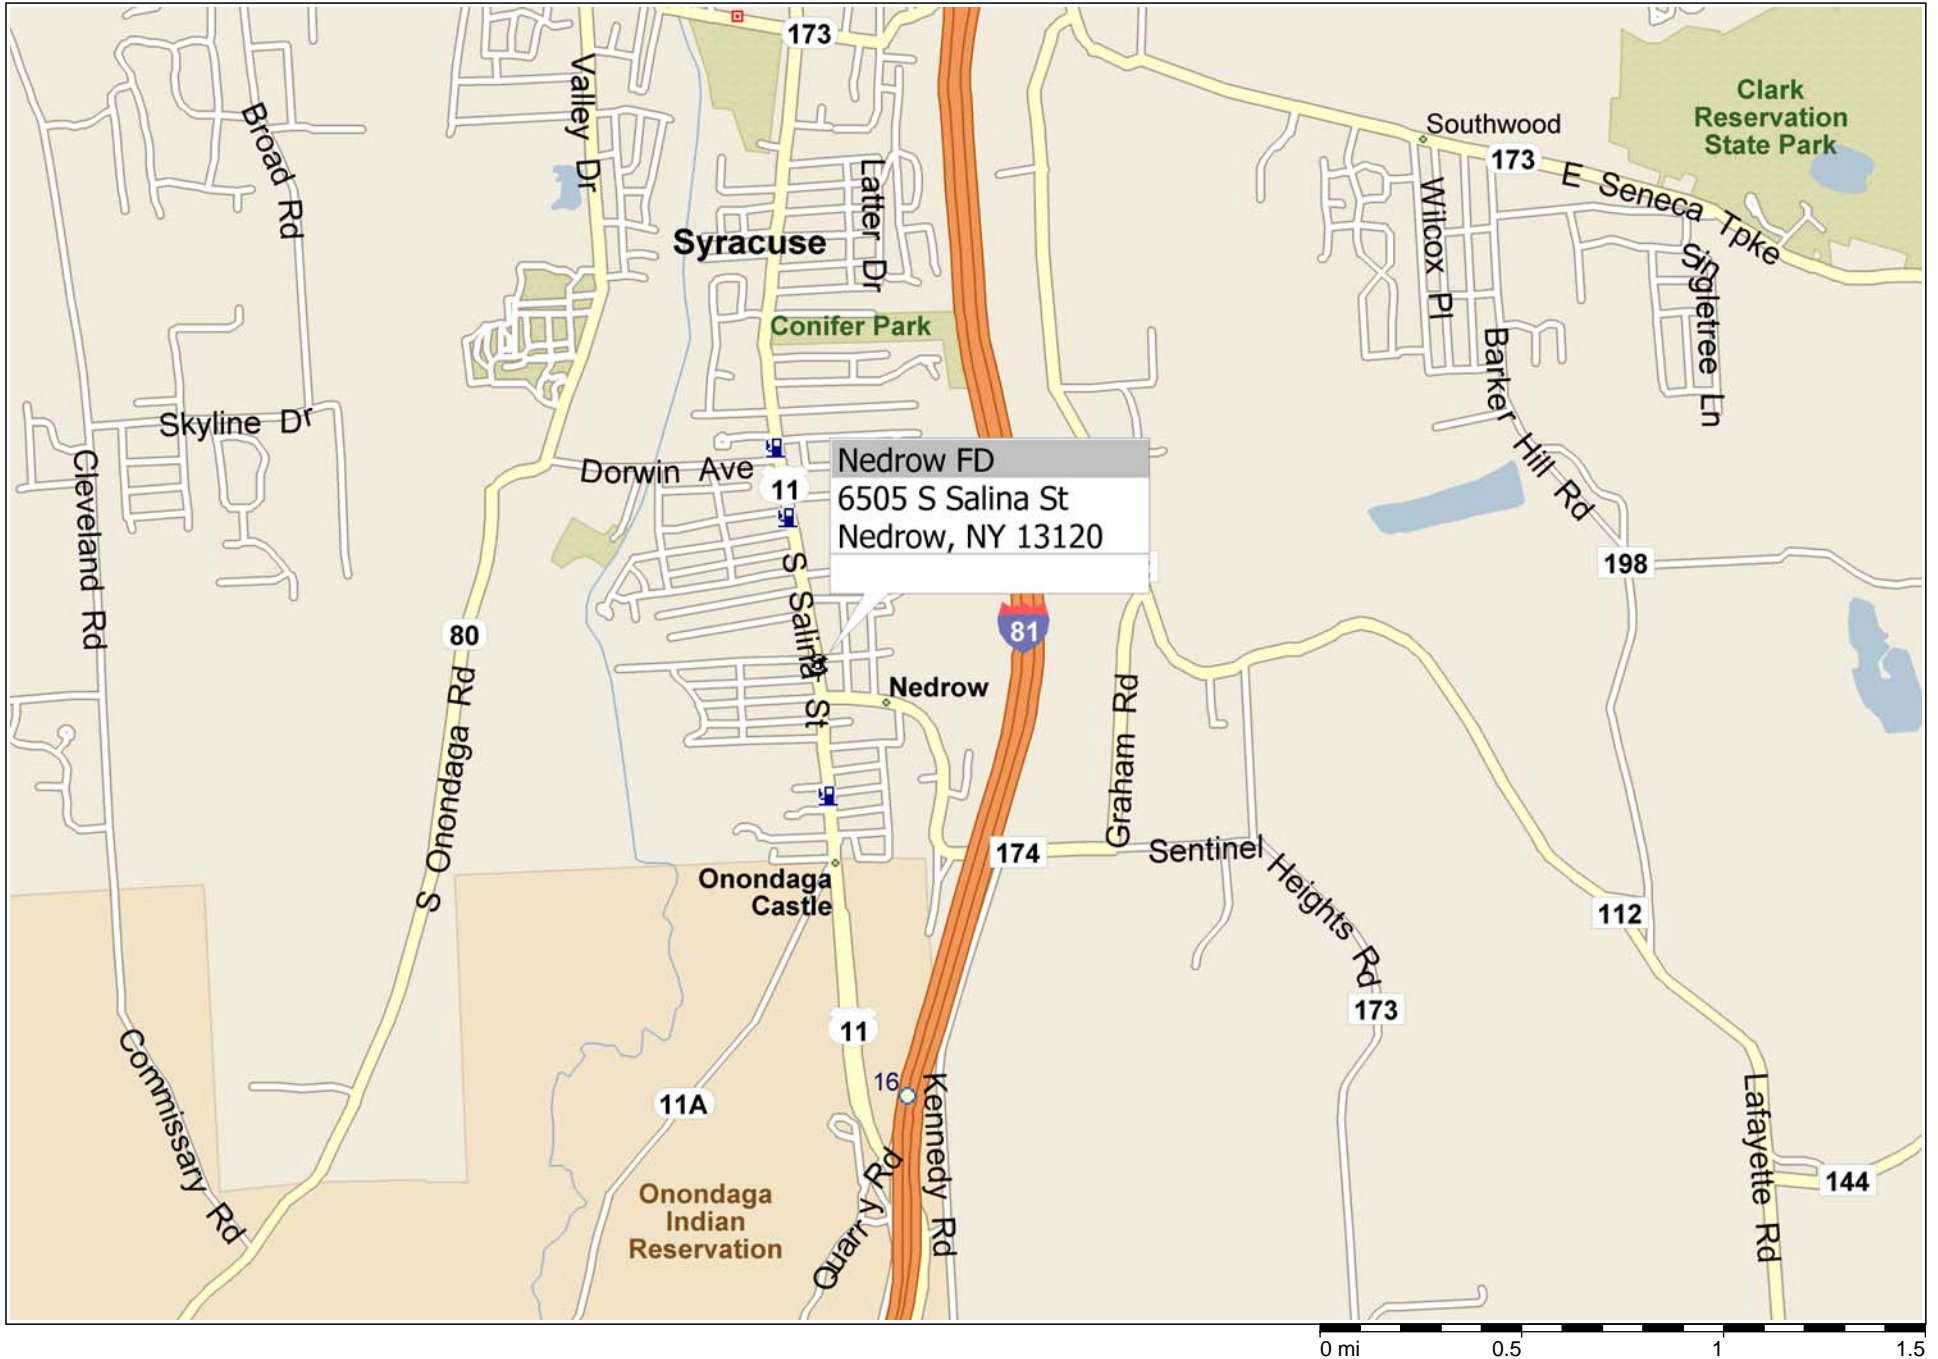 173
Valley Dr
Broad Rd
Clark
Reservation
State Park
Southwood
173
E Seneca Tpke
Latter Dr
Wilcox Pl
Syracuse
Singletree Ln
Conifer Park
Barker Hill Rd
Skyline Dr
Cleveland Rd
Dorwin Ave
11
Nedrow FD
6505 S Salina St
Nedrow, NY 13120
198
S Salina St
81
80
S Onondaga Rd
Nedrow
Graham Rd
174
Sentinel Heights Rd
Onondaga
Castle
112
173
11
Commissary Rd
16
Kennedy Rd
11A
Lafayette Rd
144
Quarry Rd
Onondaga
Indian
Reservation
0 mi 0.5 1 1.5